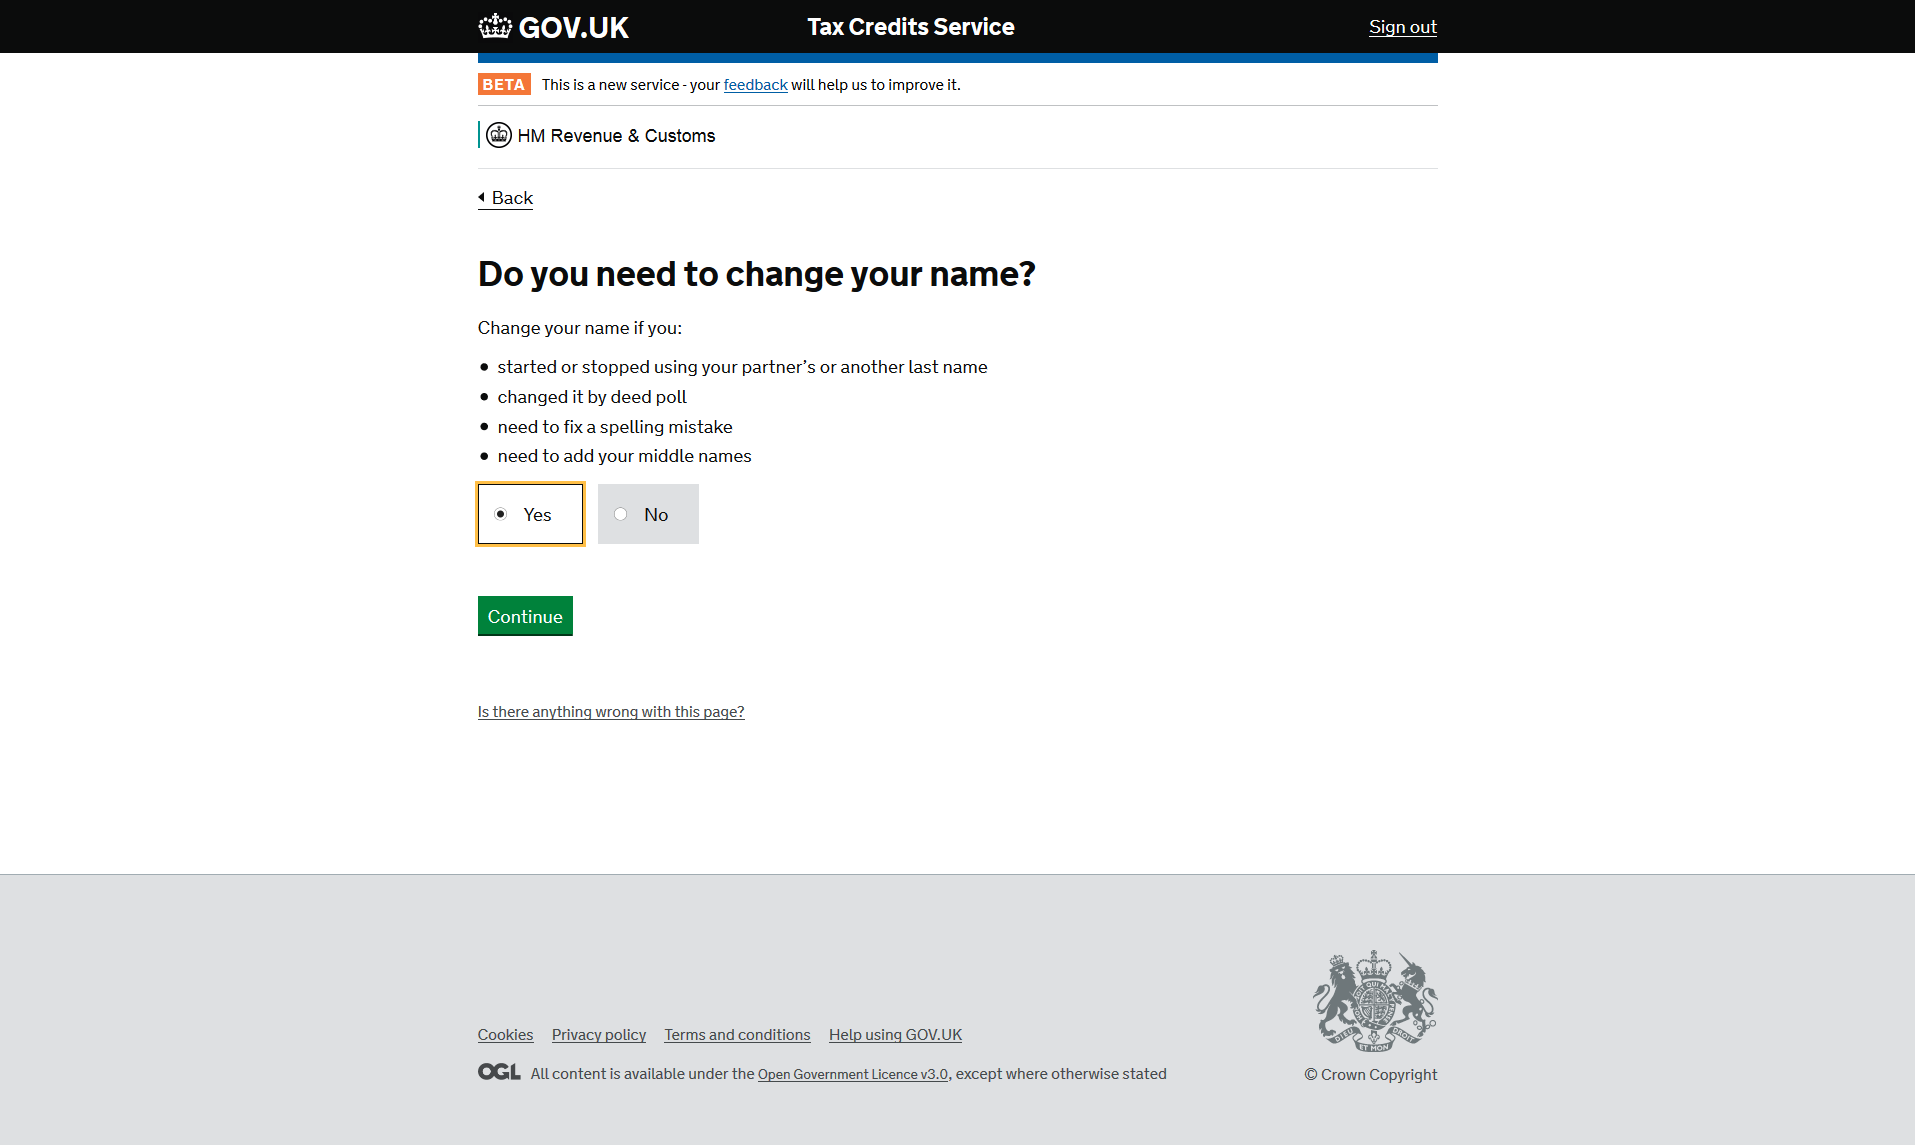 GOV.UK Tax Credits Service Sign out
BETA This is a new service - your feedback will help us to improve it.
HM Revenue & Customs
Back
Do you need to change your name?
Change your name if you:
• started or stopped using your partner’s or another last name
• changed it by deed poll
• need to fix a spelling mistake
• need to add your middle names
Yes No
Continue
Is there anything wrong with this page?
Cookies Privacy policy Terms and conditions Help using GOV.UK
OGL All content is available under the Open Government Licence v3.0, except where otherwise stated
© Crown Copyright